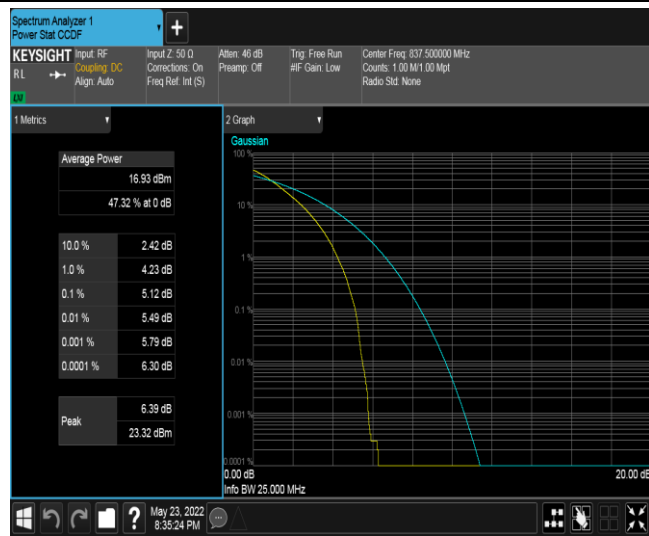 Spectrum Analyzer 1
Power Stat CCDF
+
KEYSIGHT
RL
LXI
Input: RF
Coupling: DC
Align: Auto
Input Z: 50 Ω
Corrections: On
Freq Ref: Int (S)
Atten: 46 dB
Preamp: Off
Trig: Free Run
#IF Gain: Low
Center Freq: 837.500000 MHz
Counts: 1.00 M/1.00 Mpt
Radio Std: None
1 Metrics
Average Power
16.93 dBm
47.32 % at 0 dB
10.0 % 2.42 dB
1.0 % 4.23 dB
0.1 % 5.12 dB
0.01 % 5.49 dB
0.001 % 5.79 dB
0.0001 % 6.30 dB
Peak
6.39 dB
23.32 dBm
2 Graph
Gaussian
100 %
10 %
1 %
0.1 %
0.01 %
0.001 %
0.0001 %
0.00 dB
20.00 dB
Info BW 25.000 MHz
?
May 23, 2022
8:35:24 PM